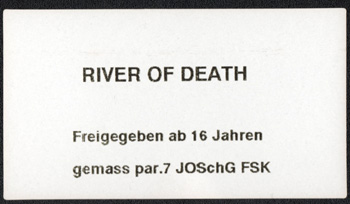 RIVER OF DEATH
Freigegeben ab 16 Jahren
gemass par.7 JOSchG FSK